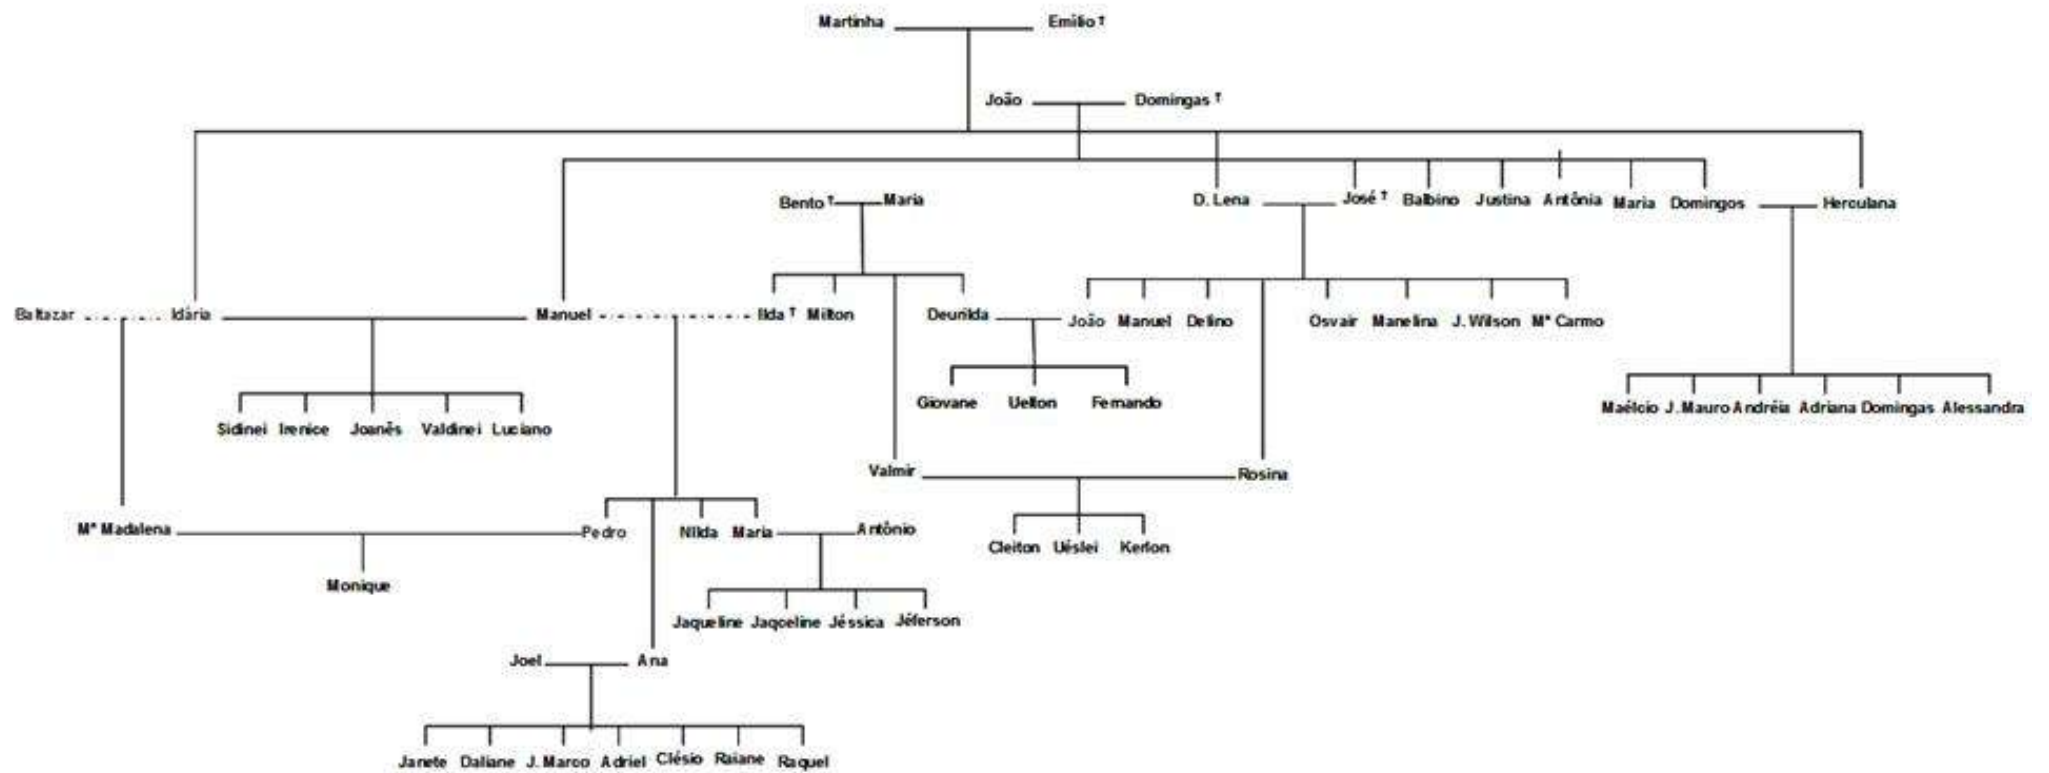 Martinha Emílio †
João Domingas †
Bento † Maria D. Lena José † Balbino Justina Antônia Maria Domingos Herculana
Baltazar Idária Manuel Ilda † Milton Deurilda João Manuel Delino Osvair Manelina J. Wilson Mª Carmo
Giovane Uelton Fernando
Maélcio J. Mauro Andréia Adriana Domingas Alessandra
Sidinei Irenice Joanês Valdinei Luciano
Valmir Rosina
Mª Madalena Pedro Nilda Maria Antônio
Cleiton Uéslei Kerlon
Monique
Jaqueline Jaqceline Jéssica Jéferson
Joel Ana
Janete Daliane J. Marco Adriel Clésio Raiane Raquel